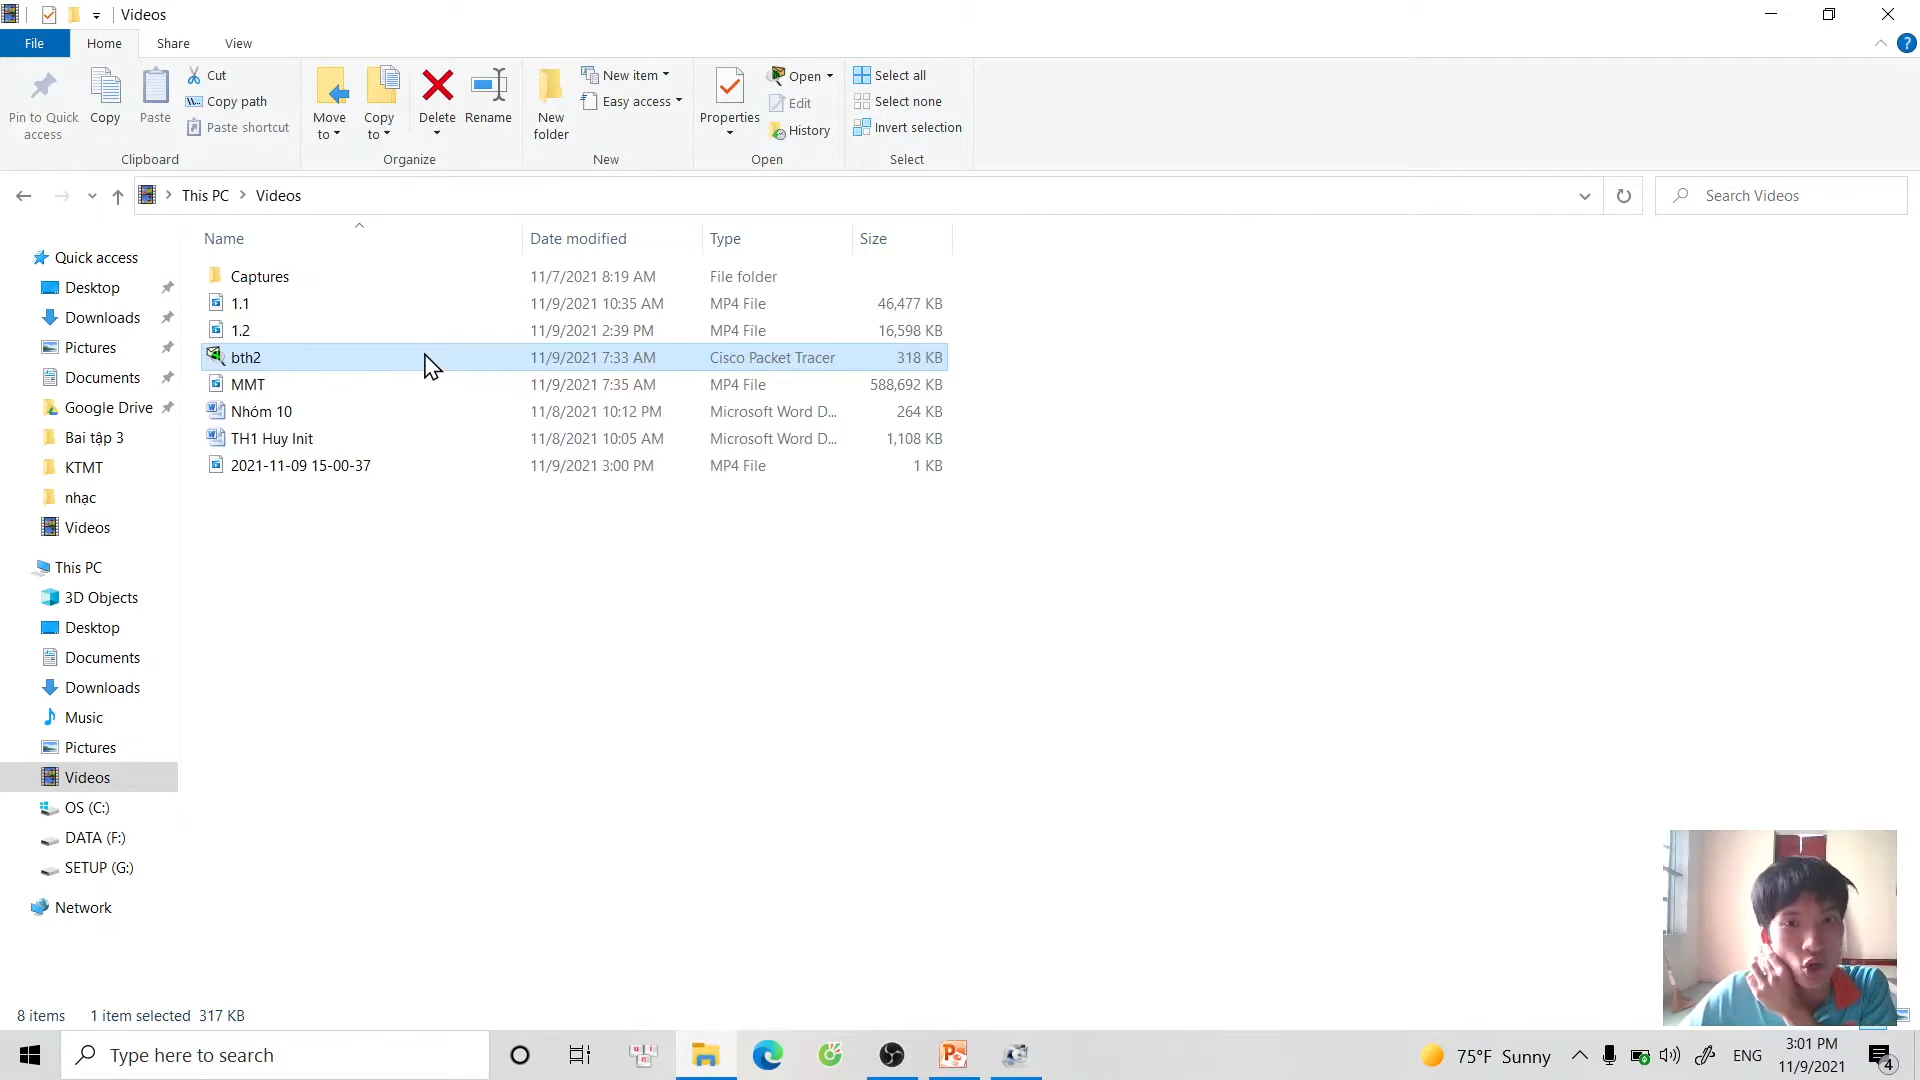 Videos
File Home Share View
Pin to Quick access
Copy
Paste
Cut
Copy path
Paste shortcut
Clipboard
Move to
Copy to
Delete
Rename
Organize
New folder
New item
Easy access
New
Properties
Open
Edit
History
Open
Select all
Select none
Invert selection
Select
This PC > Videos
Search Videos
Name Date modified Type Size
Captures 11/7/2021 8:19 AM File folder
1.1 11/9/2021 10:35 AM MP4 File 46,477 KB
1.2 11/9/2021 2:39 PM MP4 File 16,598 KB
bth2 11/9/2021 7:33 AM Cisco Packet Tracer 318 KB
MMT 11/9/2021 7:35 AM MP4 File 588,692 KB
Nhóm 10 11/8/2021 10:12 PM Microsoft Word D... 264 KB
TH1 Huy Init 11/8/2021 10:05 AM Microsoft Word D... 1,108 KB
2021-11-09 15-00-37 11/9/2021 3:00 PM MP4 File 1 KB
Quick access
Desktop
Downloads
Pictures
Documents
Google Drive
Bai tập 3
KTMT
nhạc
Videos
This PC
3D Objects
Desktop
Documents
Downloads
Music
Pictures
Videos
OS (C:)
DATA (F:)
SETUP (G:)
Network
8 items 1 item selected 317 KB
Type here to search
75°F Sunny
ENG
3:01 PM
11/9/2021
4